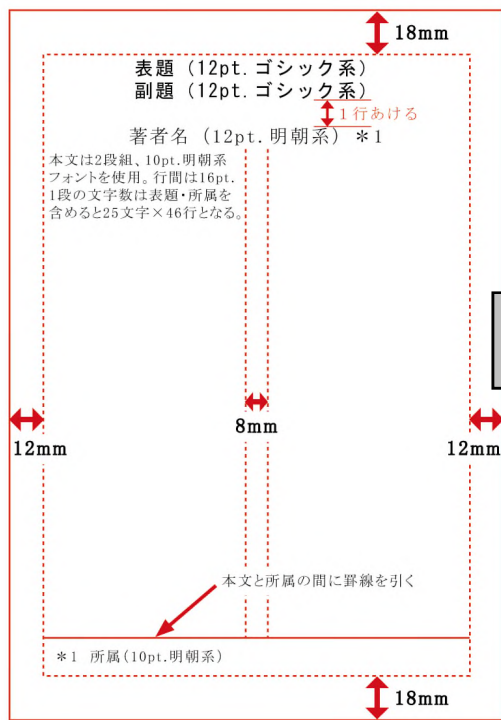 18mm
表題（12pt.ゴシック系）
副題（12pt.ゴシック系）
1行あける
著者名（12pt.明朝系）＊1
本文は2段組、10pt.明朝系
フォントを使用。行間は16pt.
1段の文字数は表題・所属を
含めると25文字×46行となる。
12mm
8mm
12mm
本文と所属の間に罫線を引く
＊1 所属（10pt.明朝系）
18mm